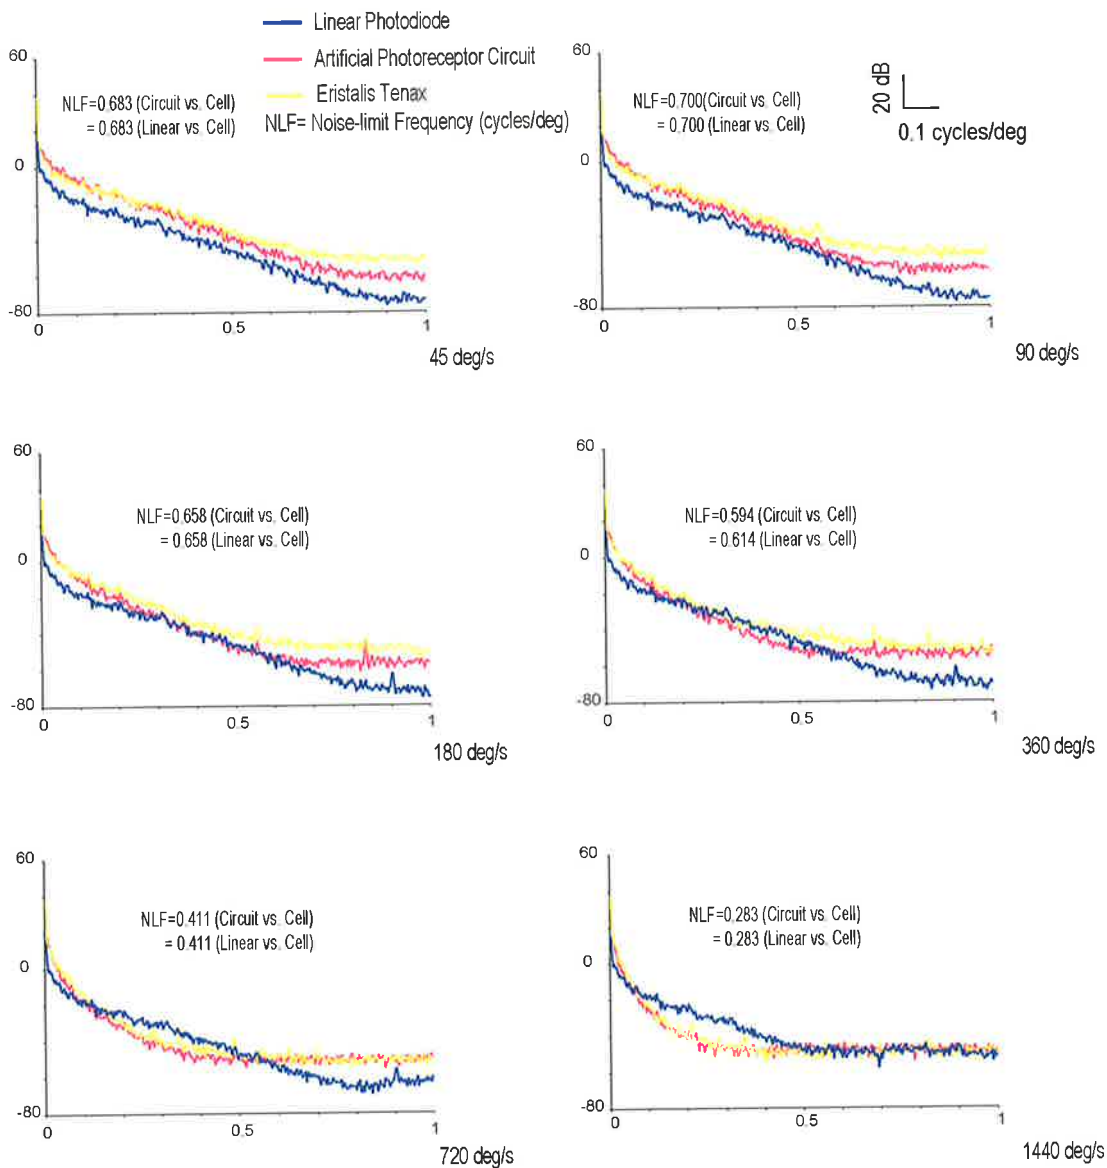 Linear Photodiode
Artificial Photoreceptor Circuit
Eristalis Tenax
NLF= Noise-limit Frequency (cycles/deg)
60
NLF=0.683 (Circuit vs. Cell)
= 0.683 (Linear vs. Cell)
0
-80
0
0.5
1
45 deg/s
60
NLF=0.700(Circuit vs. Cell)
= 0.700 (Linear vs. Cell)
20 dB
0.1 cycles/deg
0
-80
0
0.5
1
90 deg/s
60
NLF=0.658 (Circuit vs. Cell)
= 0.658 (Linear vs. Cell)
0
-80
0
0.5
1
180 deg/s
60
NLF=0.594 (Circuit vs. Cell)
= 0.614 (Linear vs. Cell)
0
-80
0
0.5
1
360 deg/s
60
NLF=0.411 (Circuit vs. Cell)
= 0.411 (Linear vs. Cell)
0
-80
0
0.5
1
720 deg/s
60
NLF=0.283 (Circuit vs. Cell)
= 0.283 (Linear vs. Cell)
0
-80
0
0.5
1
1440 deg/s